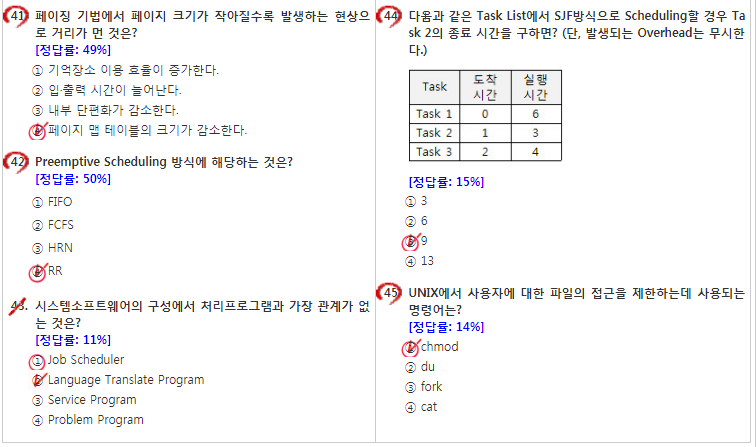 41. 페이징 기법에서 페이지 크기가 작아질수록 발생하는 현상으
로 거리가 먼 것은?
[정답률: 49%]
① 기억장소 이용 효율이 증가한다.
② 입·출력 시간이 늘어난다.
③ 내부 단편화가 감소한다.
④ 페이지 맵 테이블의 크기가 감소한다.
42. Preemptive Scheduling 방식에 해당하는 것은?
[정답률: 50%]
① FIFO
② FCFS
③ HRN
④ RR
43. 시스템소프트웨어의 구성에서 처리프로그램과 가장 관계가 없
는 것은?
[정답률: 11%]
① Job Scheduler
② Language Translate Program
③ Service Program
④ Problem Program
44. 다음과 같은 Task List에서 SJF방식으로 Scheduling할 경우 Ta
sk 2의 종료 시간을 구하면? (단, 발생되는 Overhead는 무시한
다.)
Task 도착 시간 실행 시간
Task 1 0 6
Task 2 1 3
Task 3 2 4
[정답률: 15%]
① 3
② 6
③ 9
④ 13
45. UNIX에서 사용자에 대한 파일의 접근을 제한하는데 사용되는
명령어는?
[정답률: 14%]
① chmod
② du
③ fork
④ cat